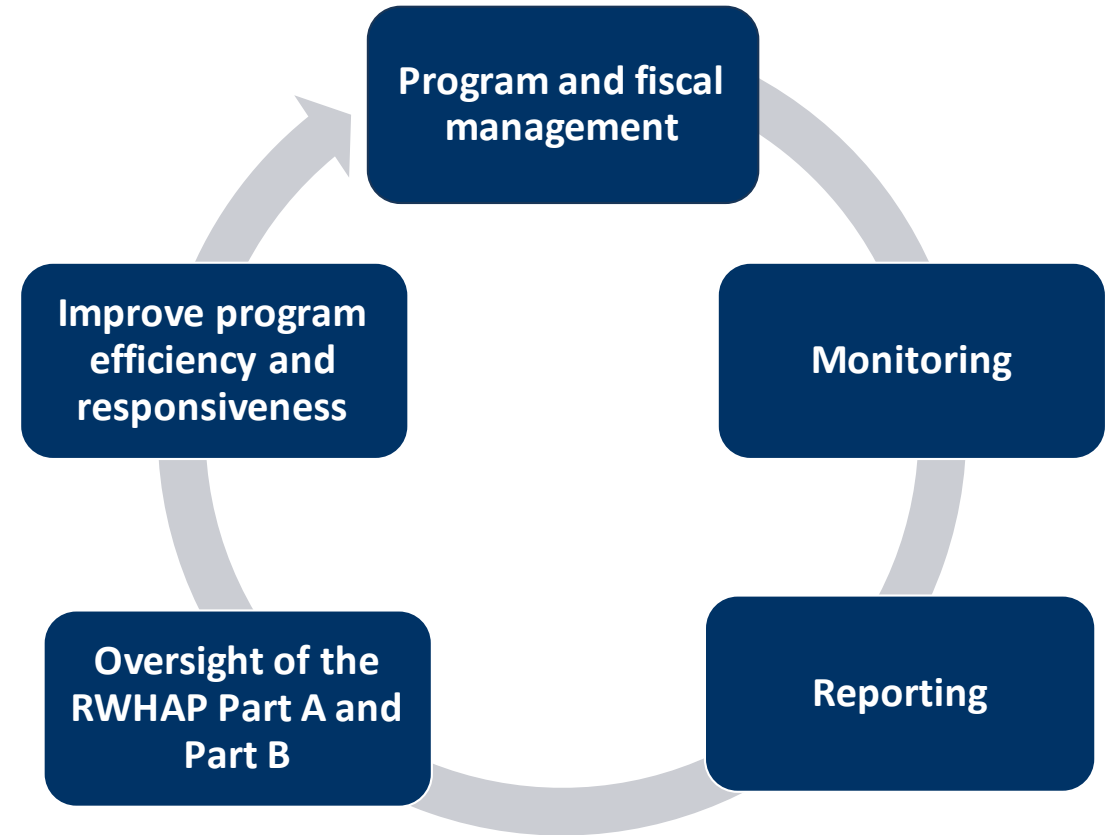 Program and fiscal
management
Monitoring
Reporting
Oversight of the
RWHAP Part A and
Part B
Improve program
efficiency and
responsiveness